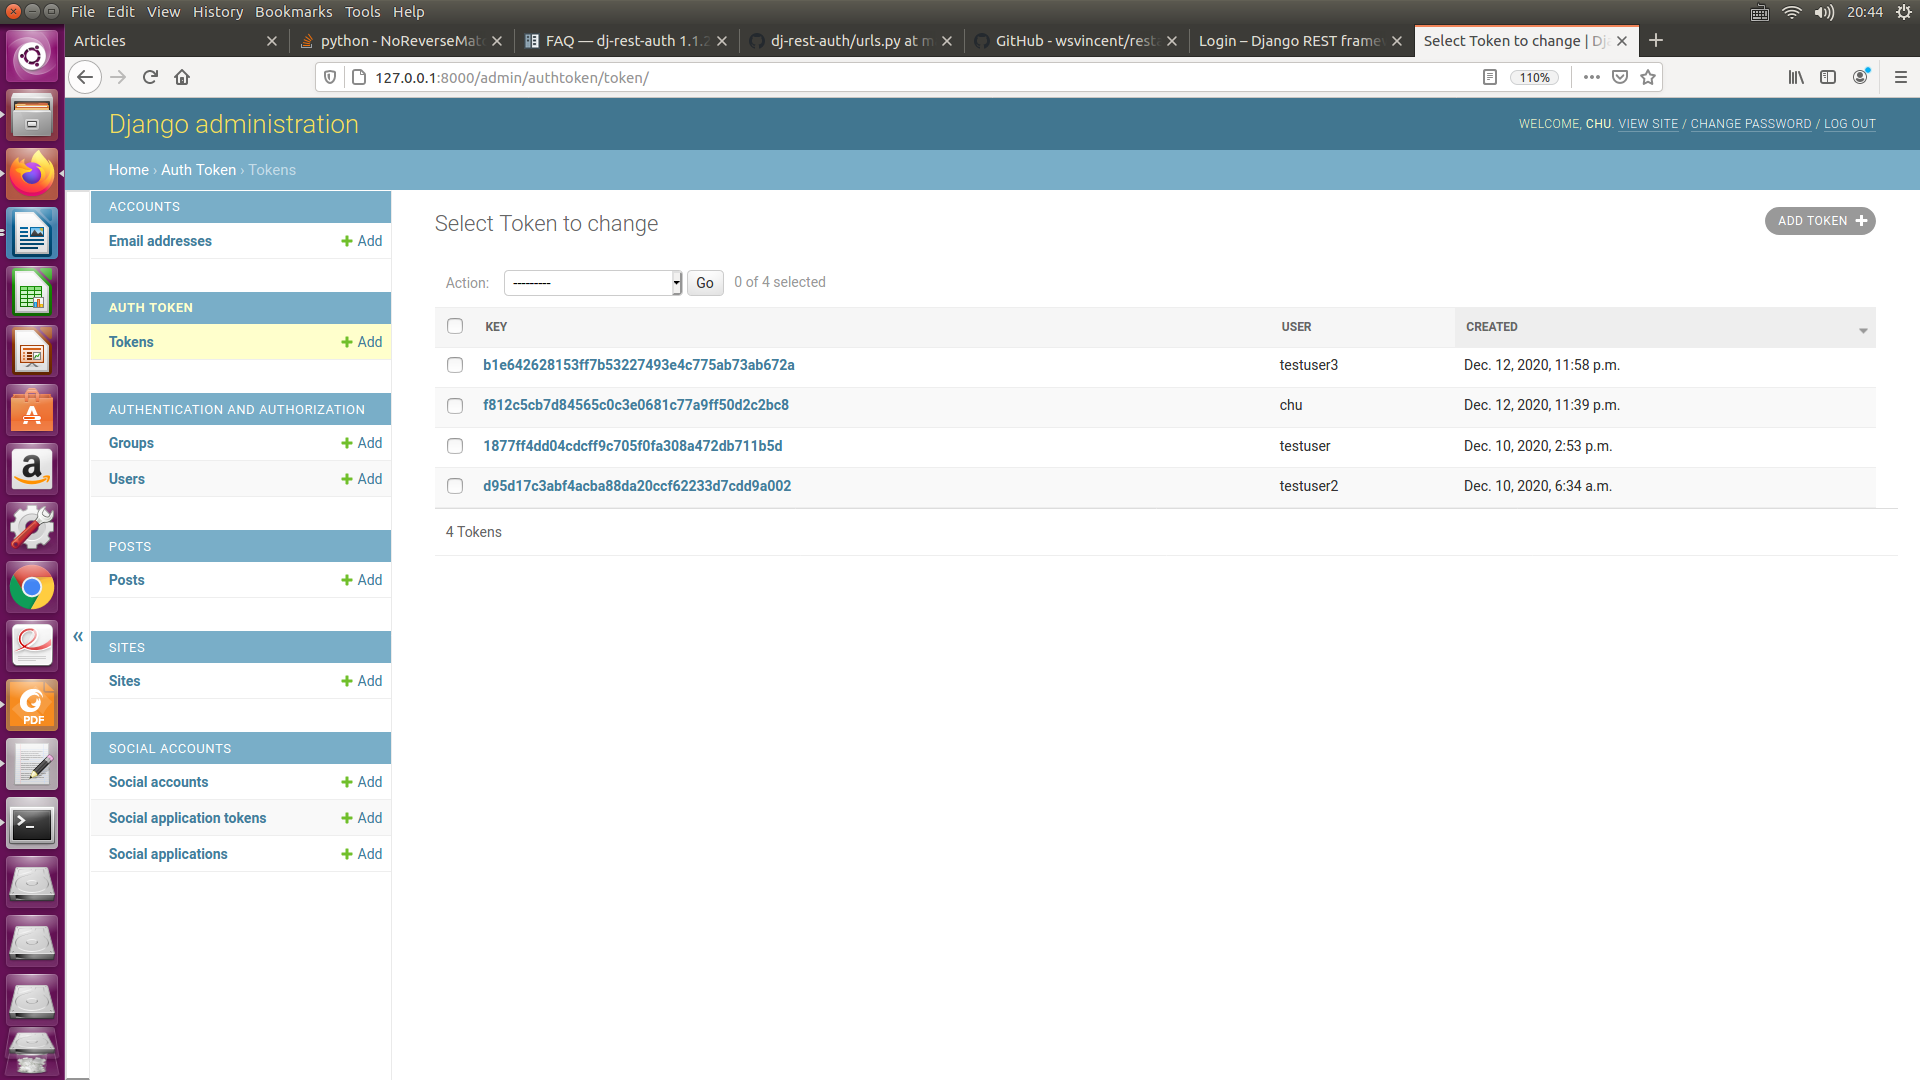 File Edit View History Bookmarks Tools Help
20:44
Articles
python - NoReverseMat
FAQ — dj-rest-auth 1.1.2
dj-rest-auth/urls.py at m
GitHub - wsvincent/rest
Login – Django REST frame
Select Token to change | Dj
127.0.0.1:8000/admin/authtoken/token/
110%
Django administration
WELCOME, CHU. VIEW SITE / CHANGE PASSWORD / LOG OUT
Home › Auth Token › Tokens
ACCOUNTS
Email addresses Add
AUTH TOKEN
Tokens Add
AUTHENTICATION AND AUTHORIZATION
Groups Add
Users Add
POSTS
Posts Add
SITES
Sites Add
SOCIAL ACCOUNTS
Social accounts Add
Social application tokens Add
Social applications Add
«
Select Token to change
ADD TOKEN
Action: --------- Go 0 of 4 selected
KEY USER CREATED
b1e642628153ff7b53227493e4c775ab73ab672a testuser3 Dec. 12, 2020, 11:58 p.m.
f812c5cb7d84565c0c3e0681c77a9ff50d2c2bc8 chu Dec. 12, 2020, 11:39 p.m.
1877ff4dd04cdcff9c705f0fa308a472db711b5d testuser Dec. 10, 2020, 2:53 p.m.
d95d17c3abf4acba88da20ccf62233d7cdd9a002 testuser2 Dec. 10, 2020, 6:34 a.m.
4 Tokens
PDF